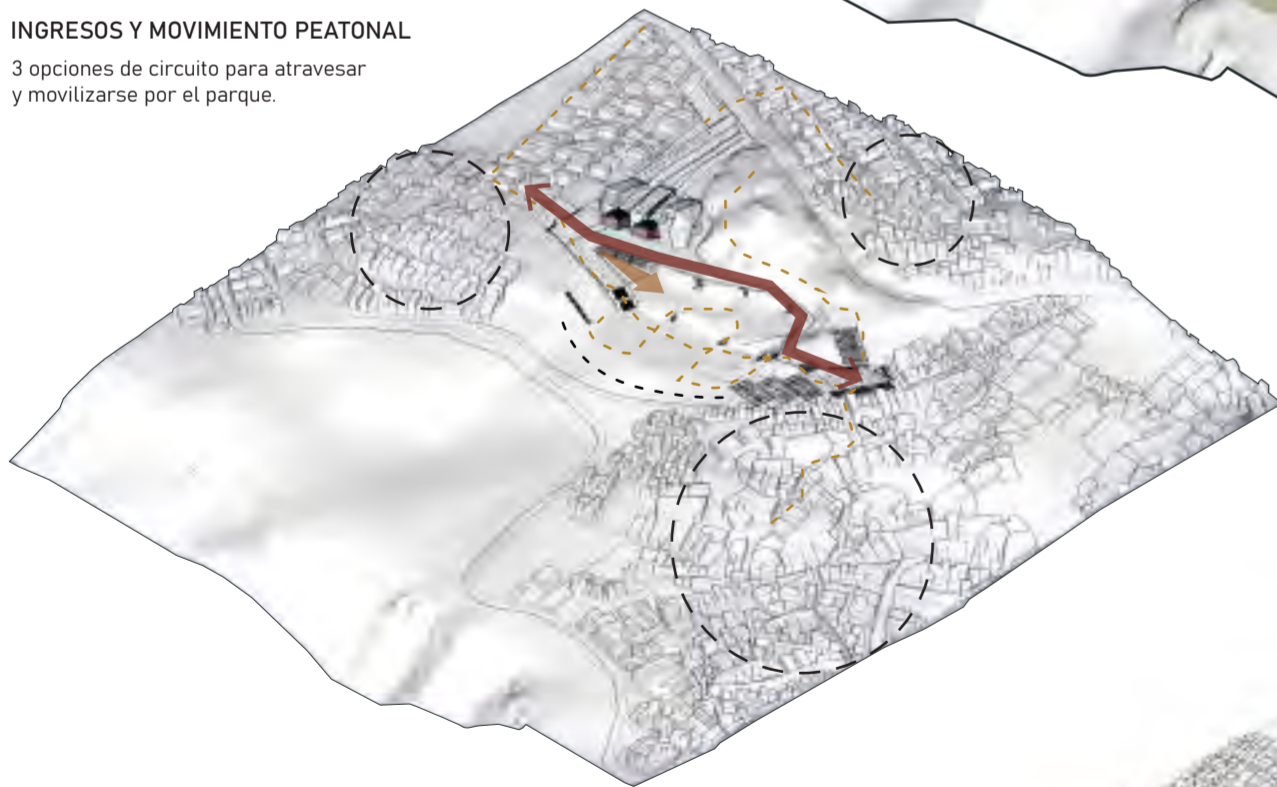 INGRESOS Y MOVIMIENTO PEATONAL
3 opciones de circuito para atravesar
y movilizarse por el parque.